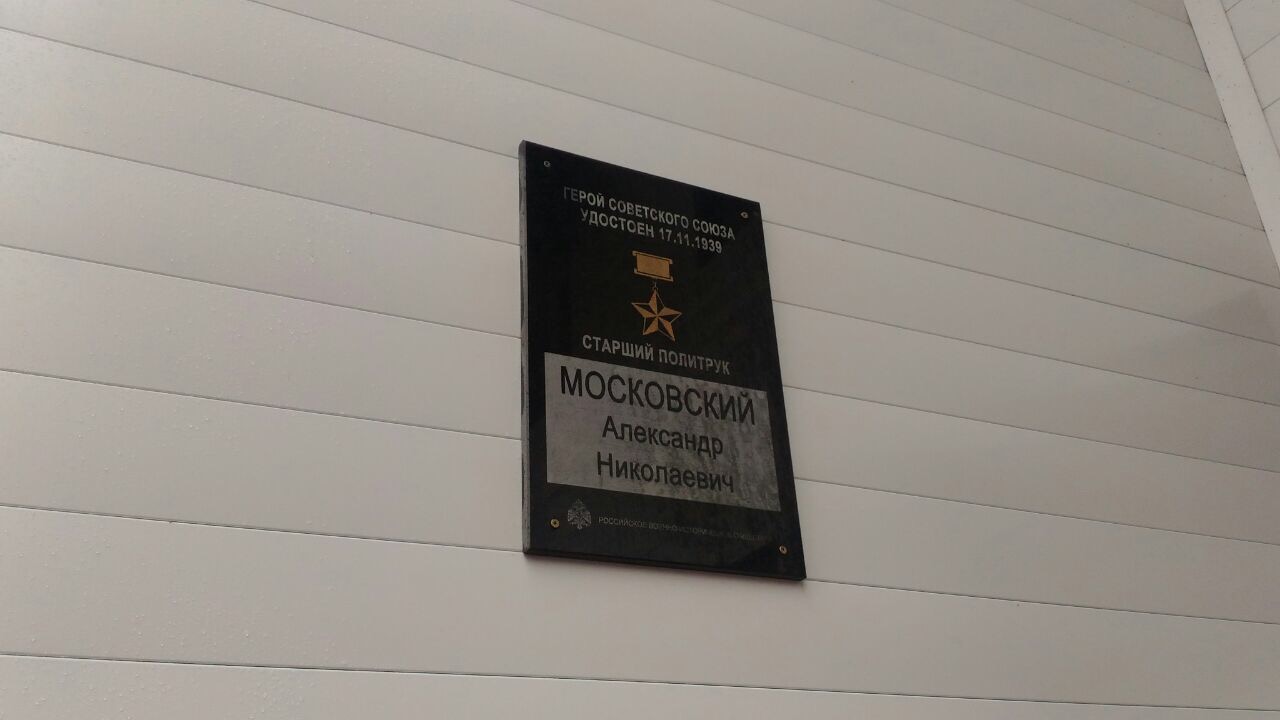 ГЕРОЙ СОВЕТСКОГО СОЮЗА
УДОСТОЕН 17.11.1939
СТАРШИЙ ПОЛИТРУК
МОСКОВСКИЙ
Александр
Николаевич
РОССИЙСКОЕ ВОЕННО-ИСТОРИЧЕСКОЕ ОБЩЕСТВО